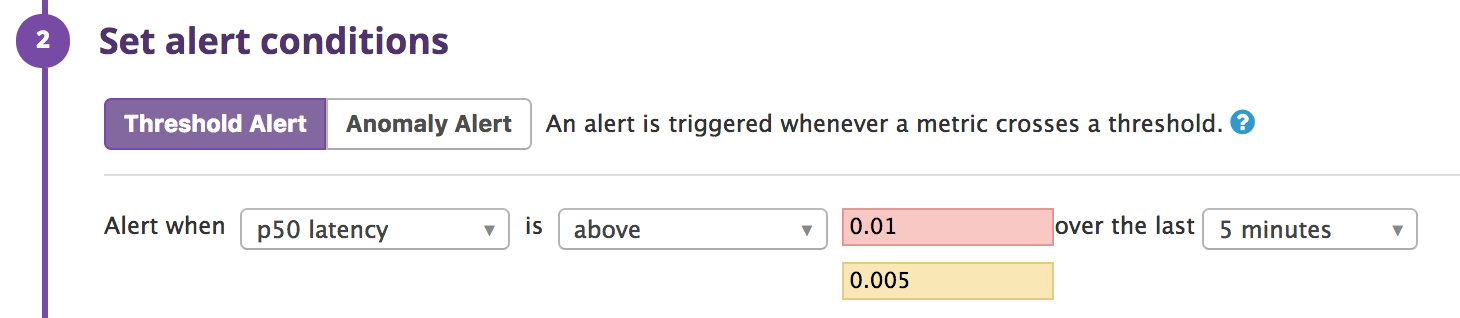 2 Set alert conditions
Threshold Alert Anomaly Alert An alert is triggered whenever a metric crosses a threshold. ?
Alert when p50 latency is above 0.01 over the last 5 minutes
0.005